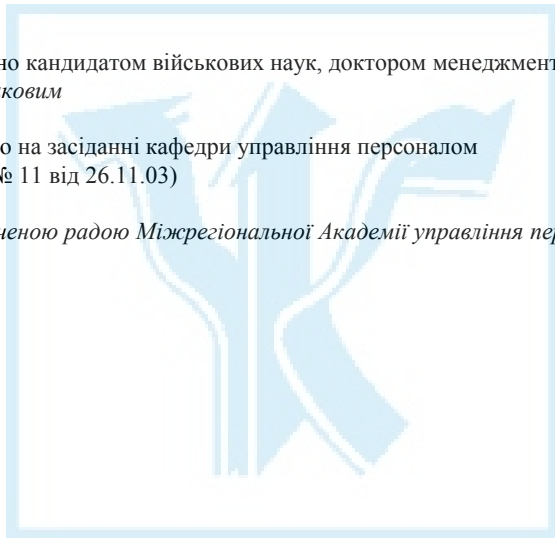 но кандидатом військових наук, доктором менеджмент
ковим
о на засіданні кафедри управління персоналом
№ 11 від 26.11.03)
ченою радою Міжрегіональної Академії управління пер